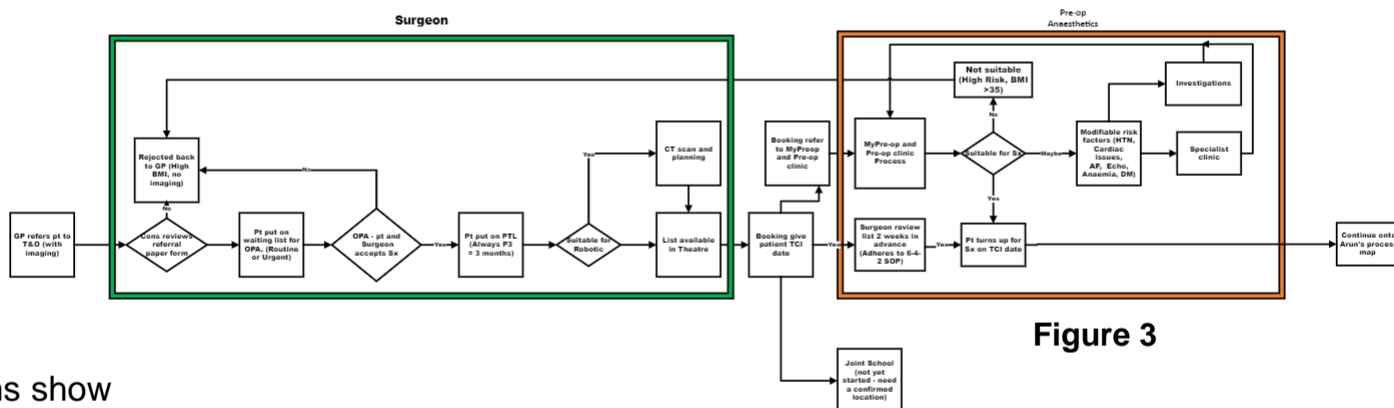 Surgeon
Pre-op
Anaesthetics
Not suitable
(High Risk, BMI
>35)
Investigations
Rejected back
to GP (High
BMI, no
imaging)
CT scan and
planning
Booking refer
to MyPreop
and Pre-op
clinic
MyPre-op and
Pre-op clinic
Process
No
Suitable for Sx
Maybe
Modifiable risk
factors (HTN,
Cardiac
issues,
AF, Echo,
Anaemia, DM)
Specialist
clinic
Yes
No
No
Yes
GP refers pt to
T&O (with
imaging)
Cons reviews
referral
paper form
Pt put on
waiting list for
OPA, (Routine
or Urgent)
OPA - pt and
Surgeon
accepts Sx
Yes
Pt put on PTL
(Always P3
= 3 months)
Suitable for
Robotic
List available
in Theatre
Booking give
patient TCI
date
Yes
Surgeon review
list 2 weeks in
advance
(Adheres to 6-4-
2 SOP)
Yes
Pt turns up for
Sx on TCI date
Continue onto
Arun's process
map
Figure 3
Joint School
(not yet
started - need
a confirmed
location)
ns show